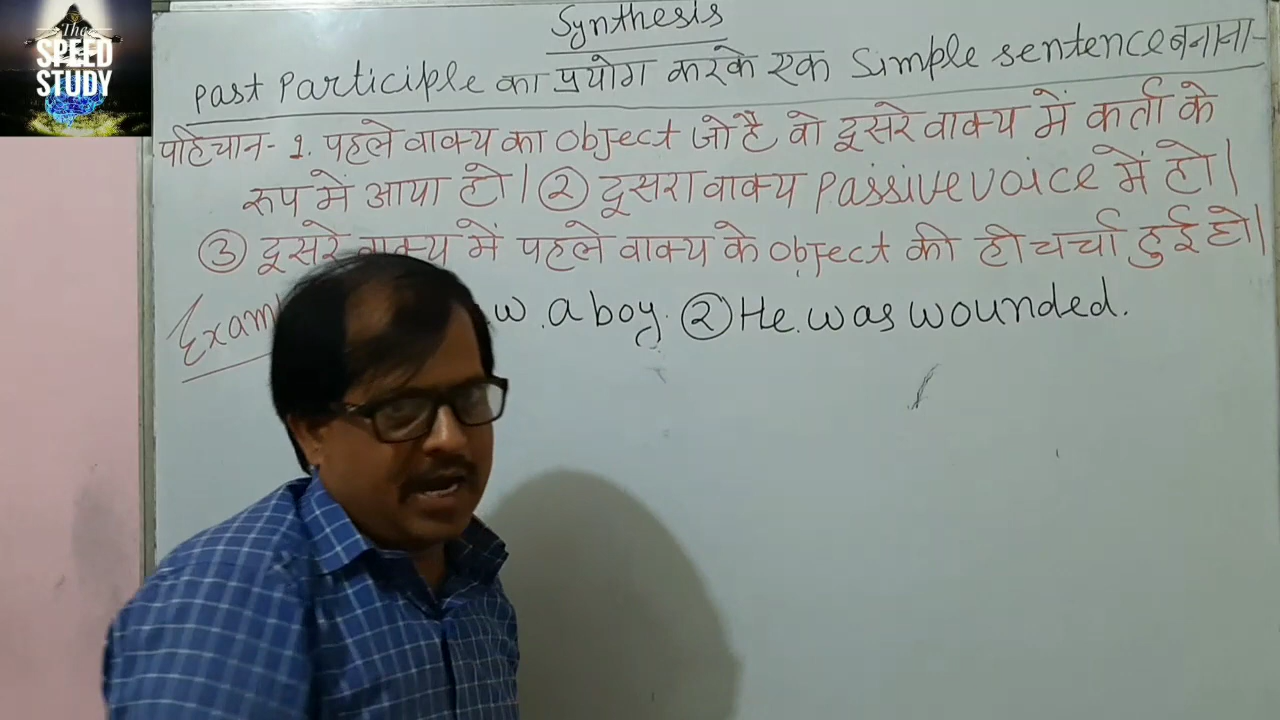 The
SPEED
STUDY
Synthesis
Past Participle का प्रयोग करके एक Simple sentence बनाना-
पहिचान- 1. पहले वाक्य का object जो है वो दूसरे वाक्य में कर्ता के
रूप में आया हो। ② दूसरा वाक्य Passive voice में हो।
③ दूसरे वाक्य में पहले वाक्य के object की ही चर्चा हुई हो।
a boy. ② He was wounded.